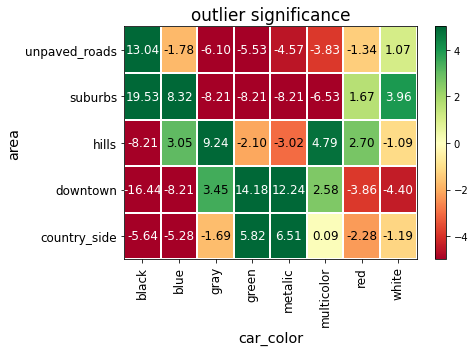 outlier significance
unpaved_roads 13.04 -1.78 -6.10 -5.53 -4.57 -3.83 -1.34 1.07
suburbs 19.53 8.32 -8.21 -8.21 -8.21 -6.53 1.67 3.96
hills -8.21 3.05 9.24 -2.10 -3.02 4.79 2.70 -1.09
downtown -16.44 -8.21 3.45 14.18 12.24 2.58 -3.86 -4.40
country_side -5.64 -5.28 -1.69 5.82 6.51 0.09 -2.28 -1.19
area
black blue gray green metalic multicolor red white
car_color
4
2
0
−2
−4